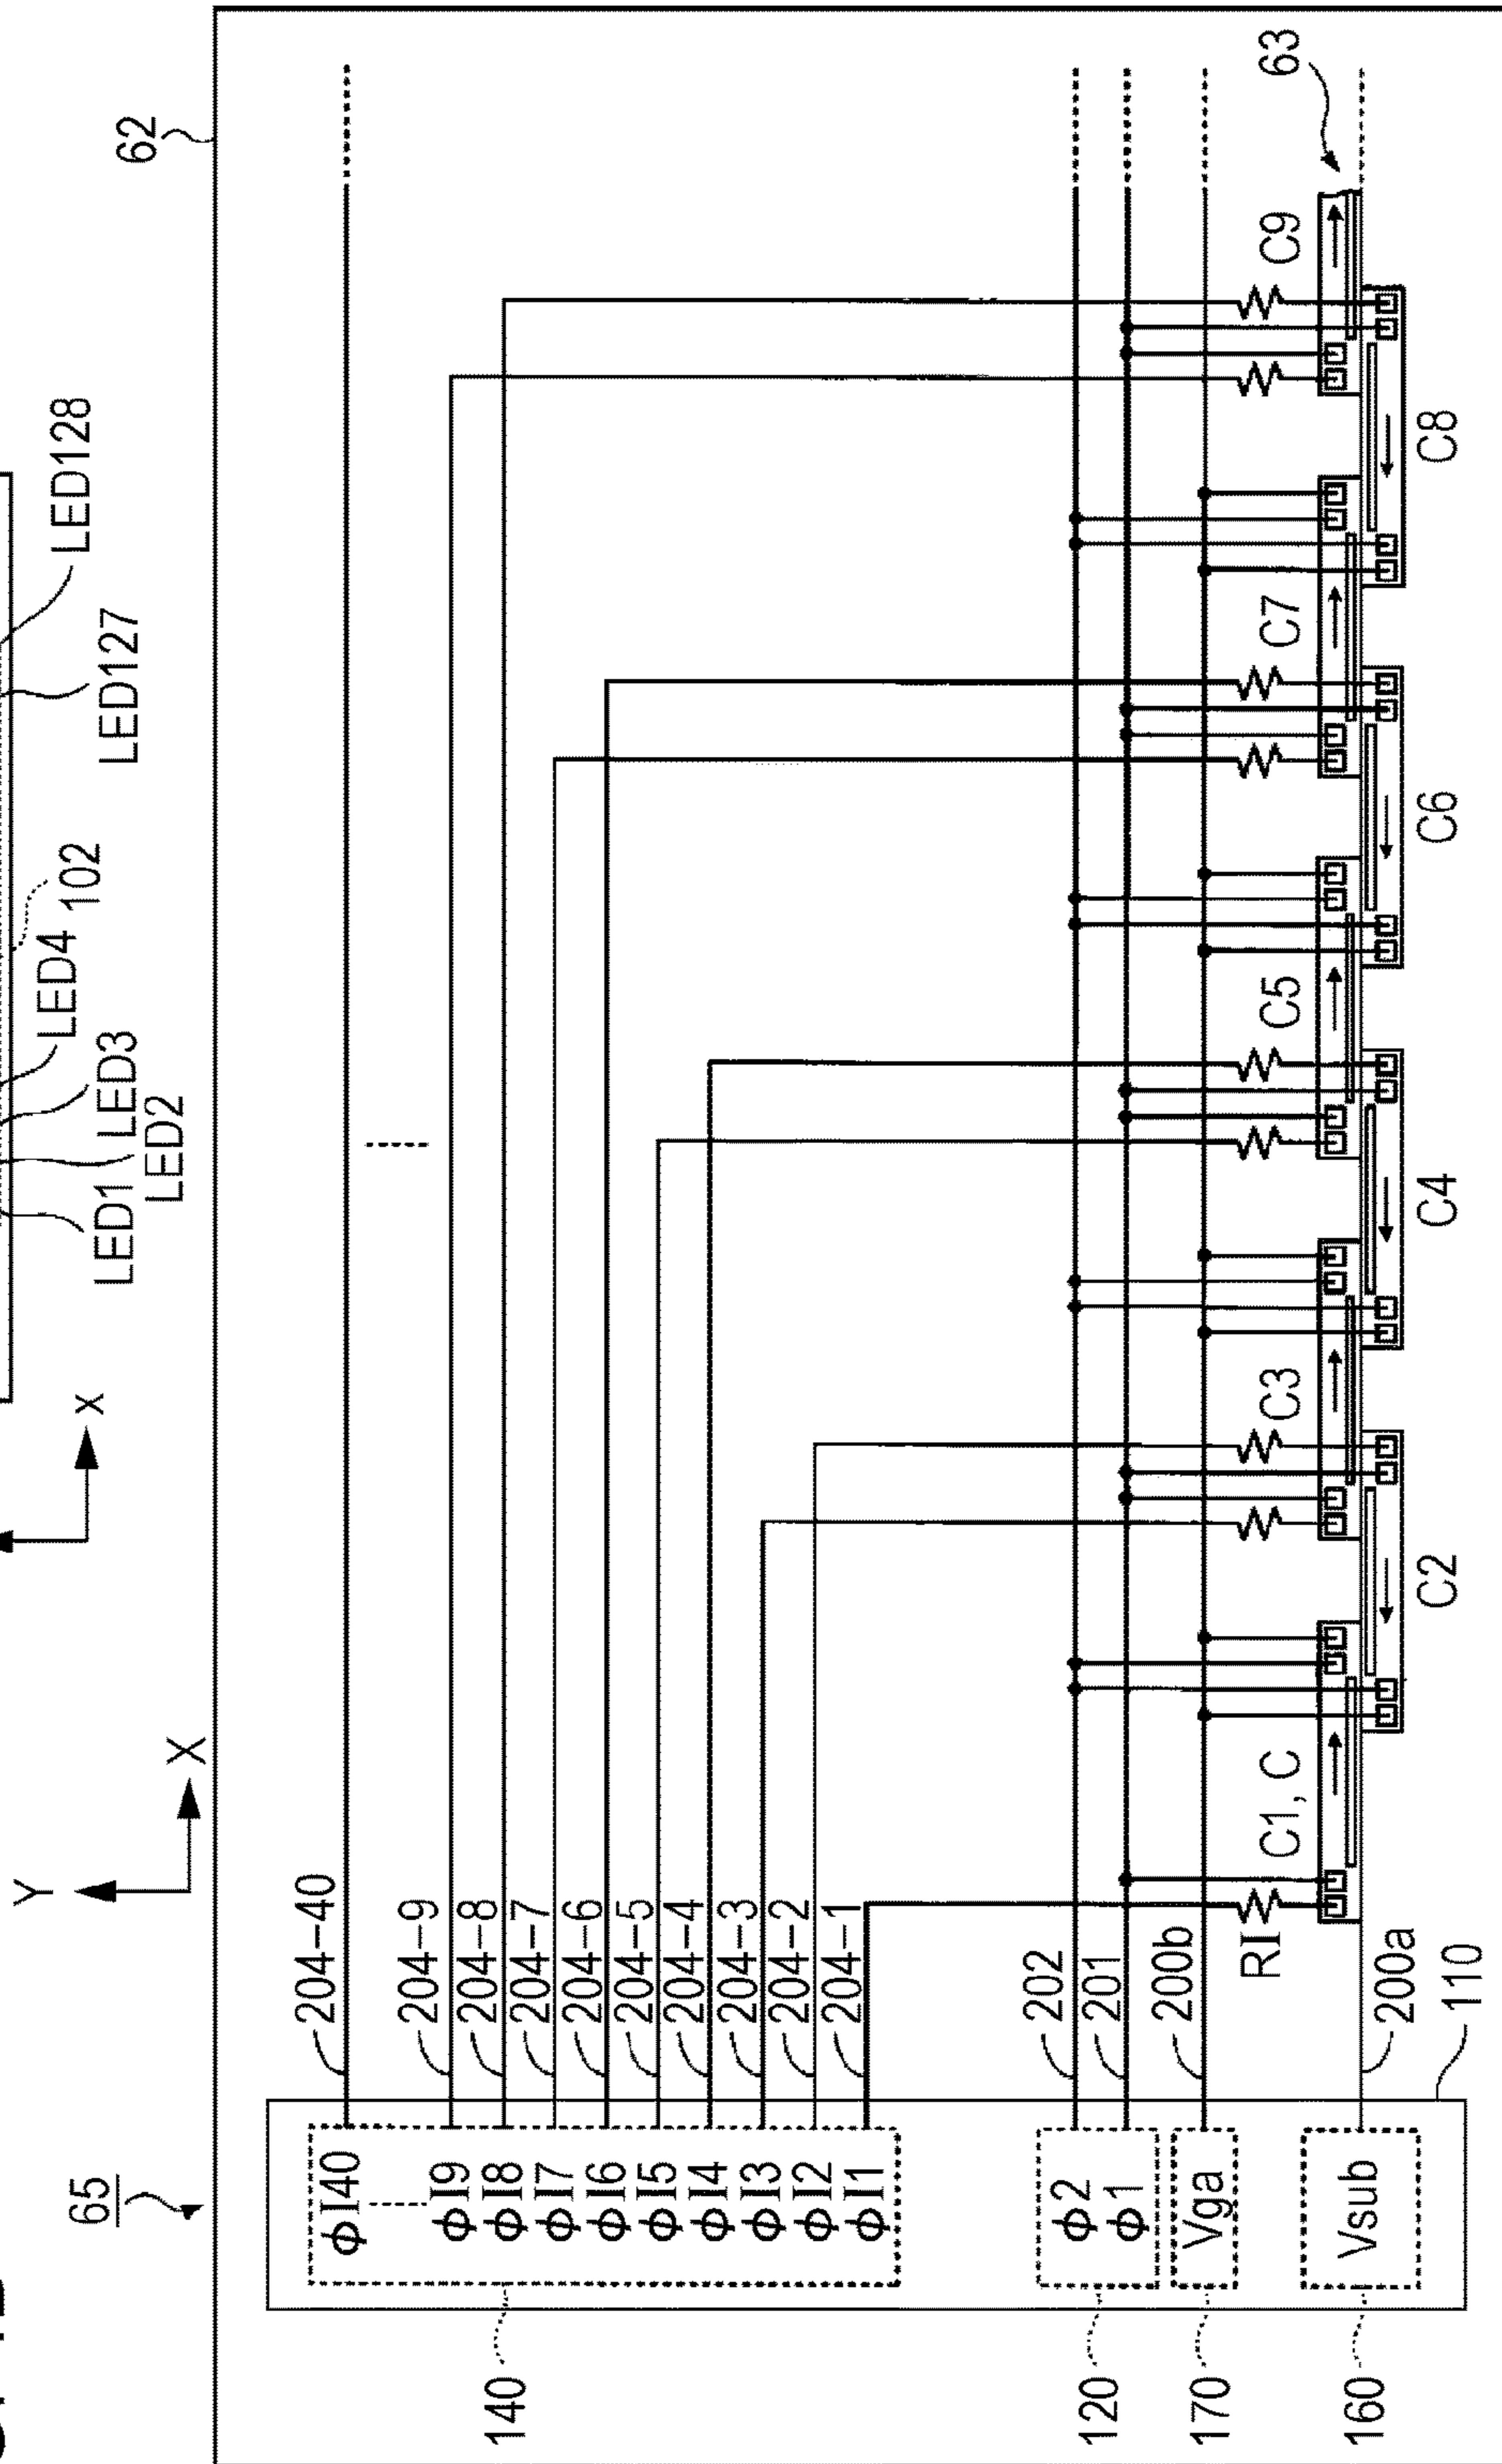 LED1
LED2
LED3
LED4
102
LED127
LED128
x
Y
X
65
62
140
φI40
φI9
φI8
φI7
φI6
φI5
φI4
φI3
φI2
φI1
204-40
204-9
204-8
204-7
204-6
204-5
204-4
204-3
204-2
204-1
120
φ2
φ1
202
201
170
Vga
200b
160
Vsub
200a
110
RI
C1, C
C3
C5
C7
C9
63
C2
C4
C6
C8